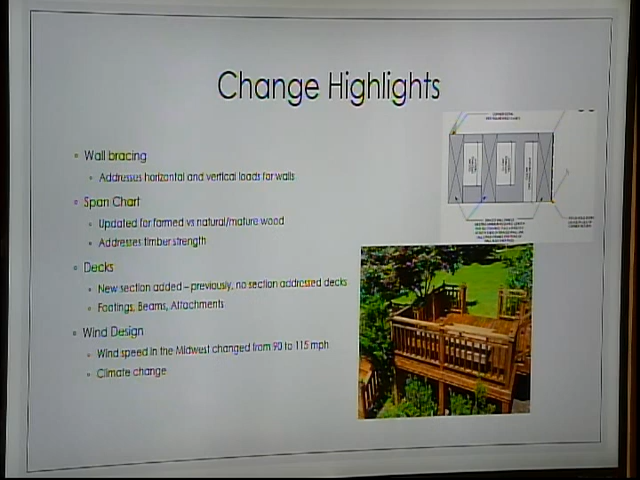 Change Highlights
Wall bracing
Addresses horizontal and vertical loads for walls
Span Chart
Updated for farmed vs natural/mature wood
Addresses timber strength
Decks
New section added – previously, no section addressed decks
Footings, Beams, Attachments
Wind Design
Wind speed in the Midwest changed from 90 to 115 mph
Climate change